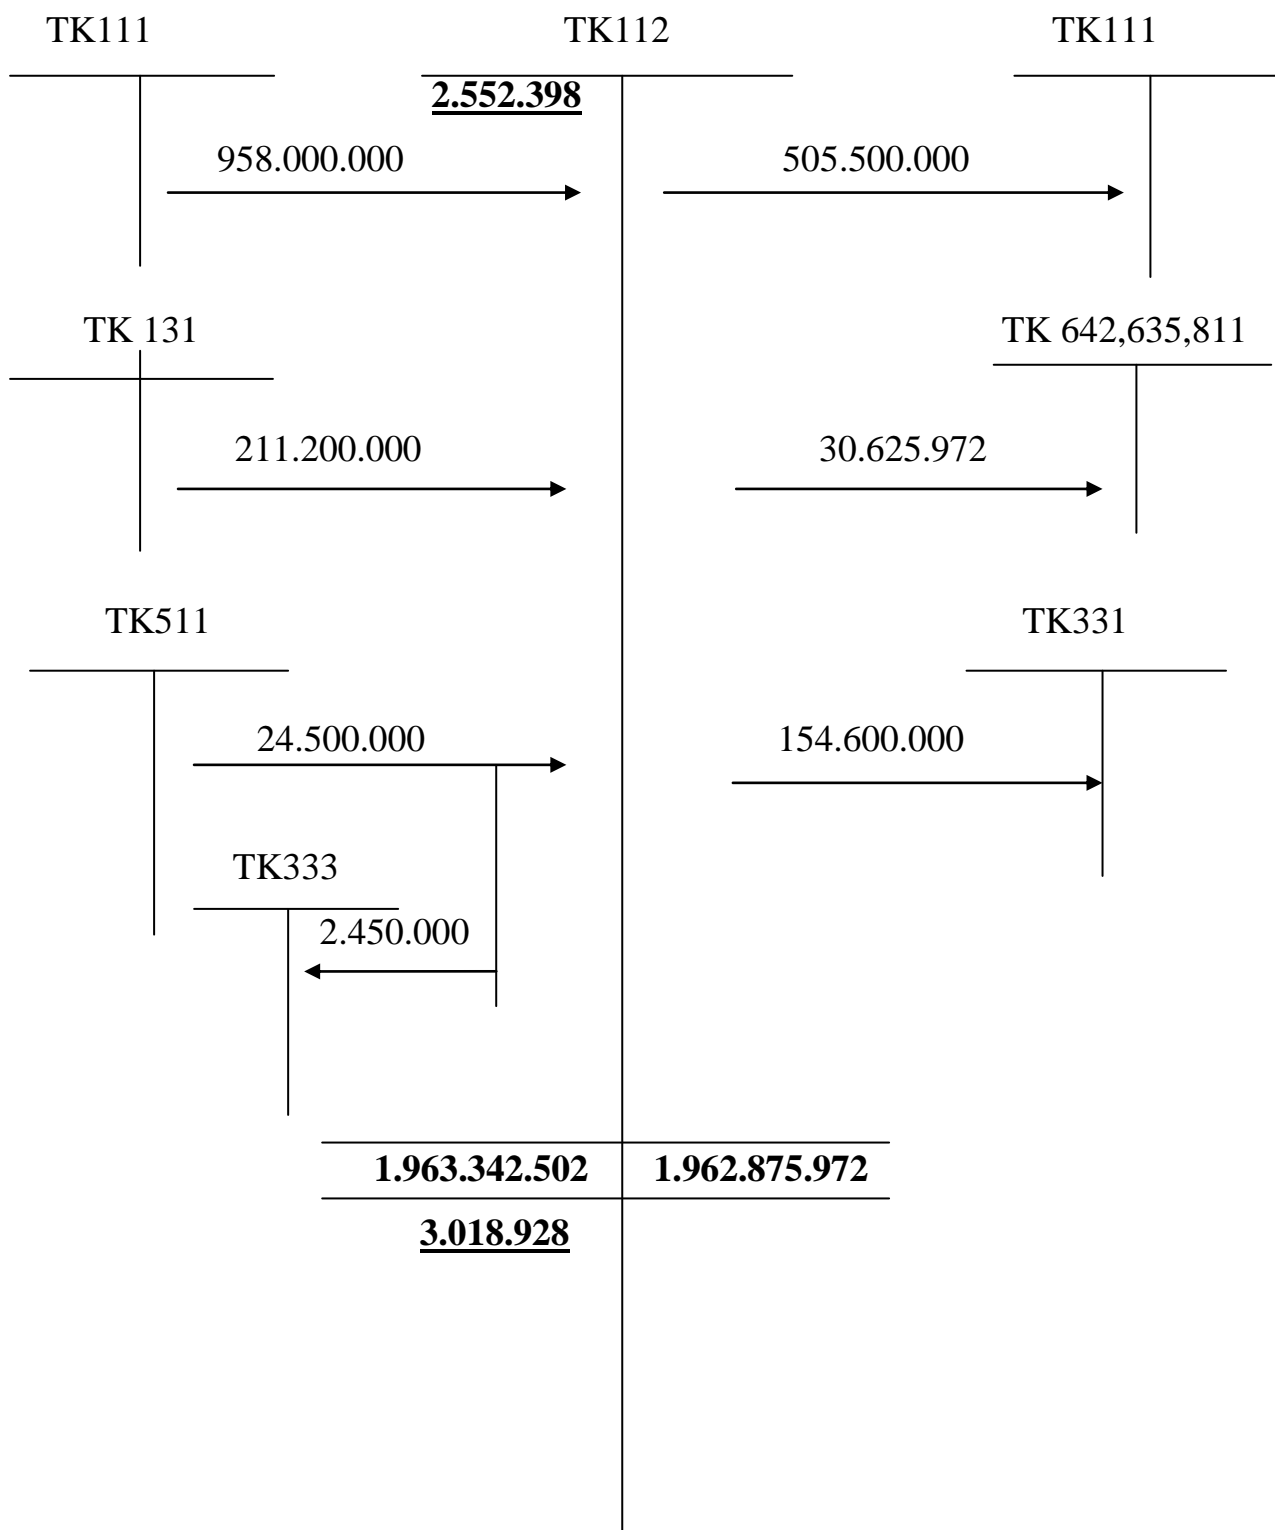 TK111 TK112 TK111
2.552.398
958.000.000 505.500.000
TK 131 TK 642,635,811
211.200.000 30.625.972
TK511 TK331
24.500.000 154.600.000
TK333
2.450.000
1.963.342.502 1.962.875.972
3.018.928